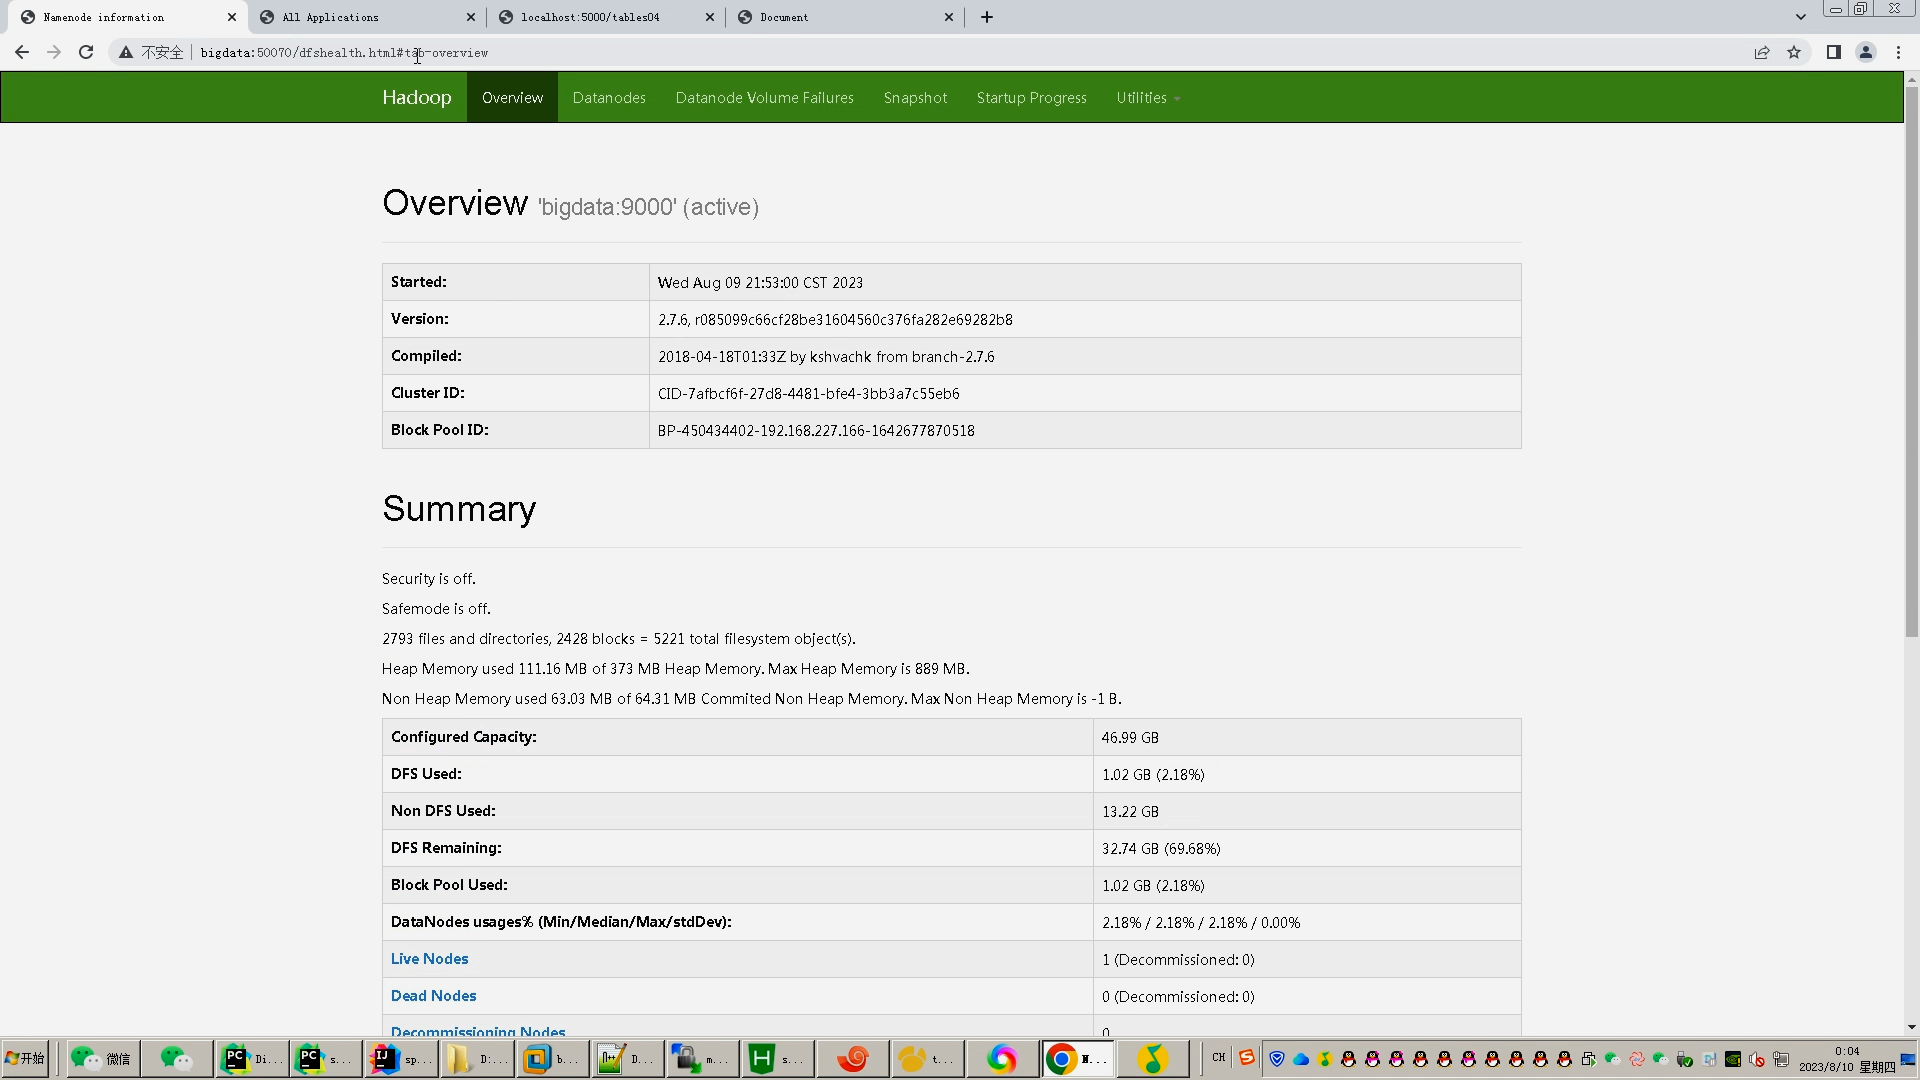 Namenode information
All Applications
localhost:5000/tables04
Document
不安全
bigdata:50070/dfshealth.html#tab-overview
Hadoop
Overview
Datanodes
Datanode Volume Failures
Snapshot
Startup Progress
Utilities
Overview 'bigdata:9000' (active)
Started: Wed Aug 09 21:53:00 CST 2023
Version: 2.7.6, r085099c66cf28be31604560c376fa282e69282b8
Compiled: 2018-04-18T01:33Z by kshvachk from branch-2.7.6
Cluster ID: CID-7afbcf6f-27d8-4481-bfe4-3bb3a7c55eb6
Block Pool ID: BP-450434402-192.168.227.166-1642677870518
Summary
Security is off.
Safemode is off.
2793 files and directories, 2428 blocks = 5221 total filesystem object(s).
Heap Memory used 111.16 MB of 373 MB Heap Memory. Max Heap Memory is 889 MB.
Non Heap Memory used 63.03 MB of 64.31 MB Commited Non Heap Memory. Max Non Heap Memory is -1 B.
Configured Capacity: 46.99 GB
DFS Used: 1.02 GB (2.18%)
Non DFS Used: 13.22 GB
DFS Remaining: 32.74 GB (69.68%)
Block Pool Used: 1.02 GB (2.18%)
DataNodes usages% (Min/Median/Max/stdDev): 2.18% / 2.18% / 2.18% / 0.00%
Live Nodes 1 (Decommissioned: 0)
Dead Nodes 0 (Decommissioned: 0)
Decommissioning Nodes 0
开始
微信
Di...
s...
sp...
D:...
b...
D...
m...
s...
t...
N...
CH
0:04
2023/8/10 星期四